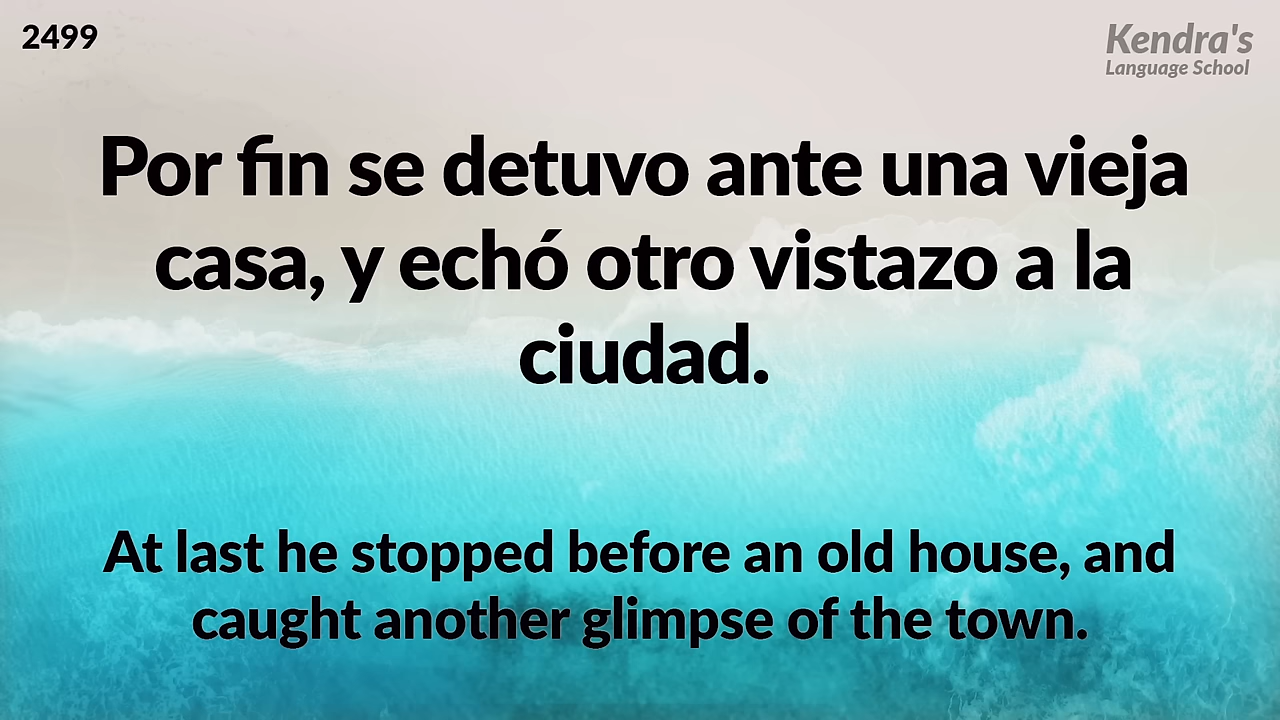 2499
Kendra's
Language School
Por fin se detuvo ante una vieja
casa, y echó otro vistazo a la
ciudad.
At last he stopped before an old house, and
caught another glimpse of the town.